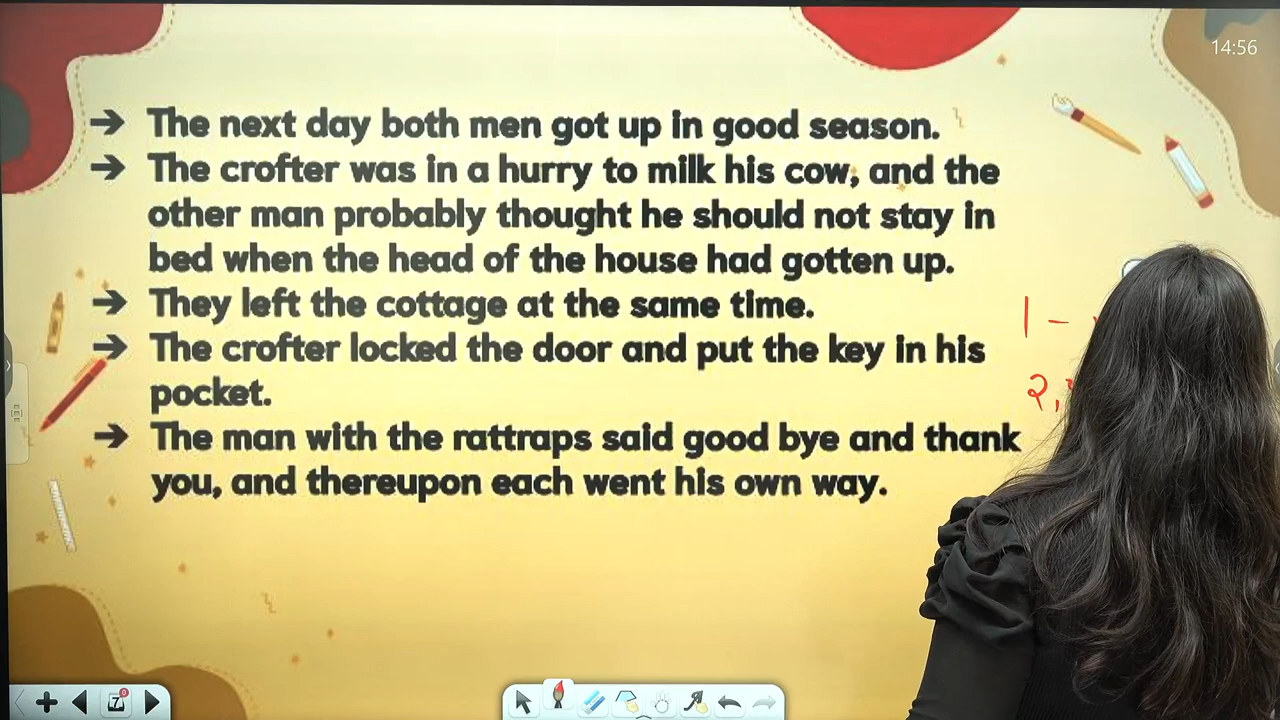 14:56
➔ The next day both men got up in good season.
➔ The crofter was in a hurry to milk his cow, and the
other man probably thought he should not stay in
bed when the head of the house had gotten up.
➔ They left the cottage at the same time.
➔ The crofter locked the door and put the key in his
pocket.
➔ The man with the rattraps said good bye and thank
you, and thereupon each went his own way.
1 -
2,
7